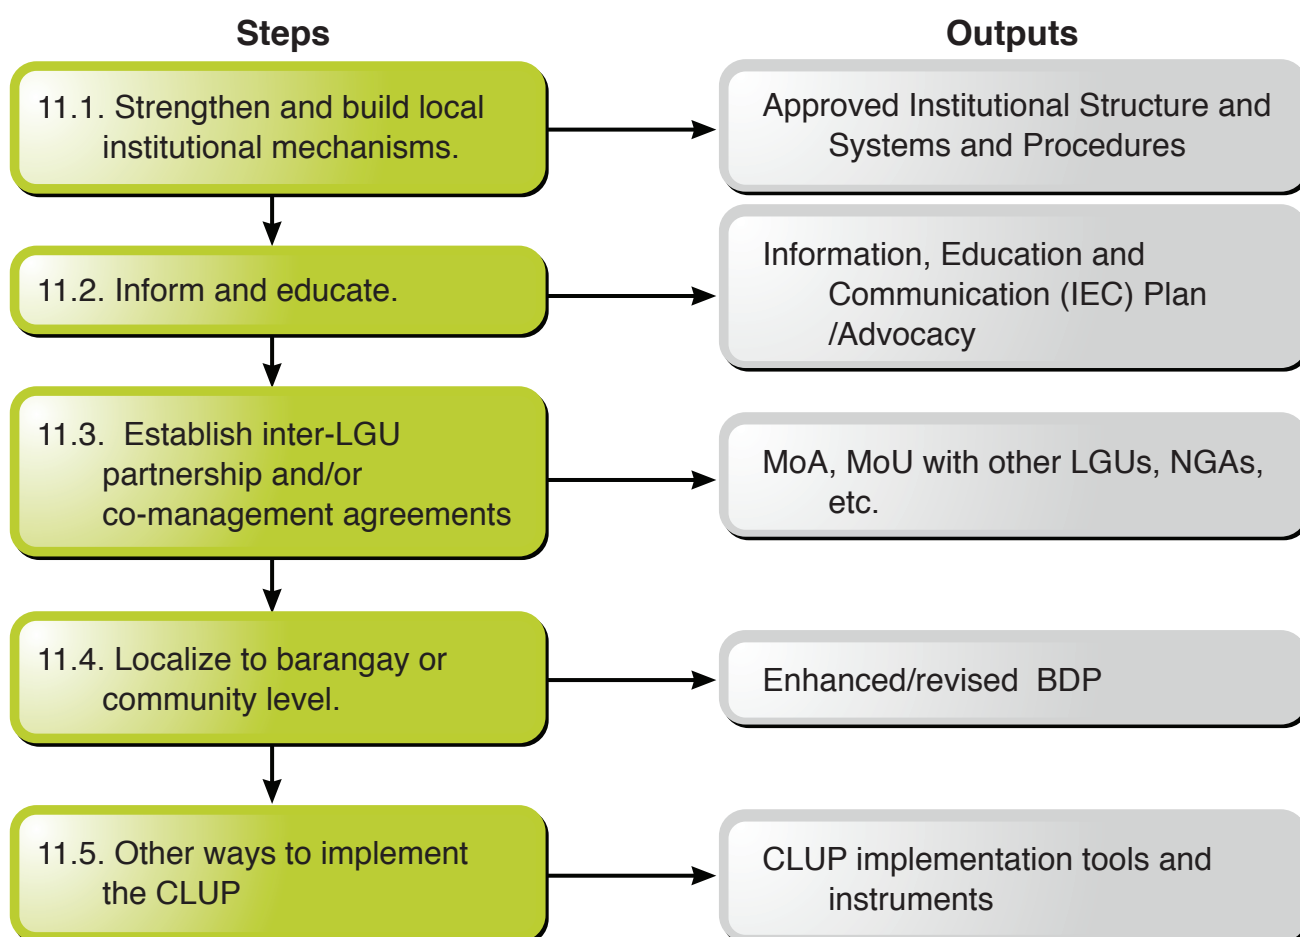 Steps
Outputs
11.1. Strengthen and build local
institutional mechanisms.
Approved Institutional Structure and
Systems and Procedures
11.2. Inform and educate.
Information, Education and
Communication (IEC) Plan
/Advocacy
11.3. Establish inter-LGU
partnership and/or
co-management agreements
MoA, MoU with other LGUs, NGAs,
etc.
11.4. Localize to barangay or
community level.
Enhanced/revised BDP
11.5. Other ways to implement
the CLUP
CLUP implementation tools and
instruments